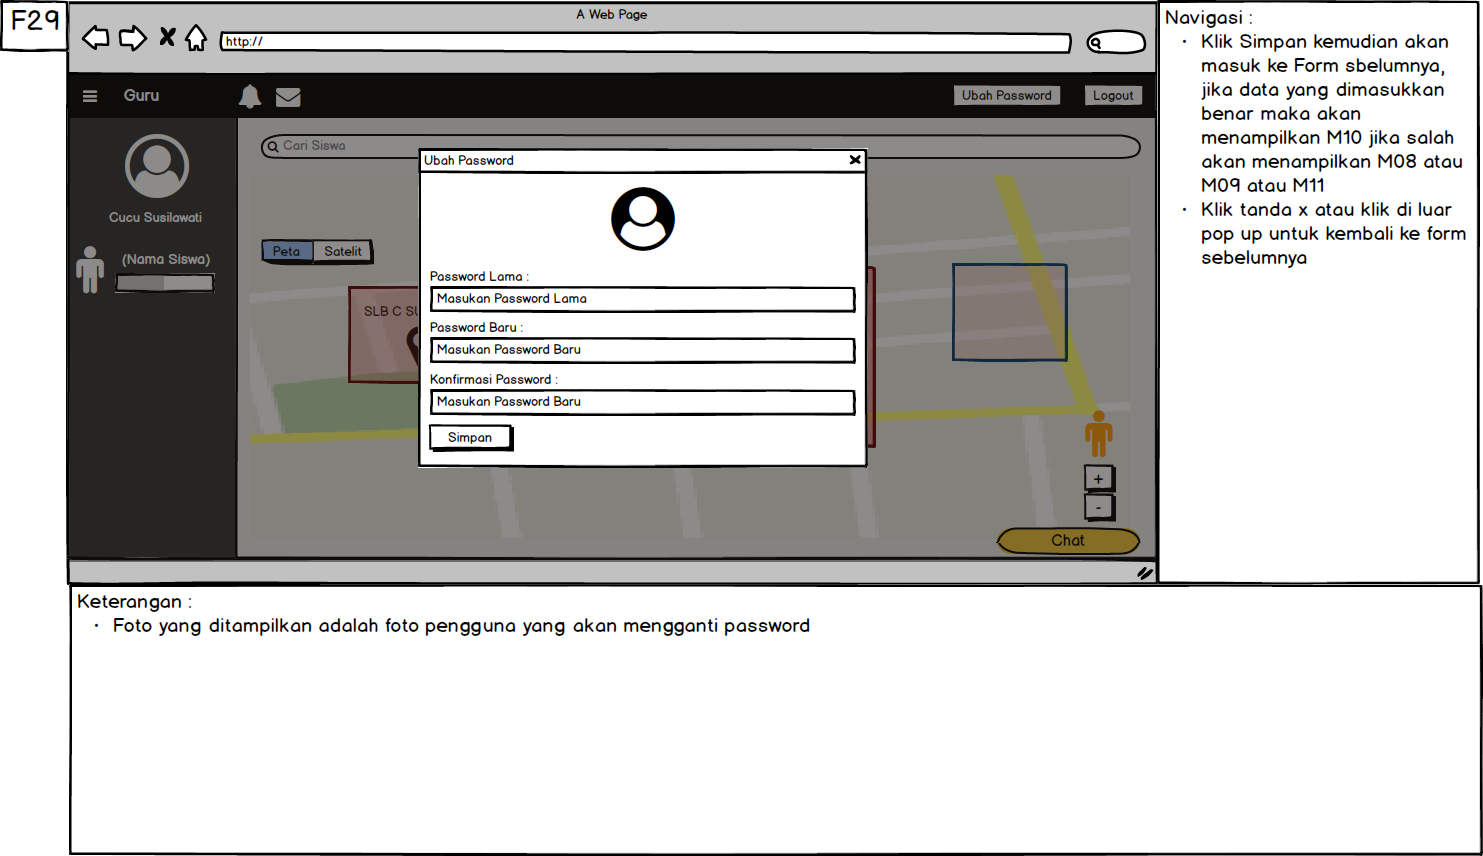 F29
A Web Page
http://
Guru
Ubah Password
Logout
Cucu Susilawati
(Nama Siswa)
Cari Siswa
Peta
Satelit
SLB C SU
Ubah Password
Password Lama :
Masukan Password Lama
Password Baru :
Masukan Password Baru
Konfirmasi Password :
Masukan Password Baru
Simpan
+
-
Chat
Navigasi :
• Klik Simpan kemudian akan
masuk ke Form sbelumnya,
jika data yang dimasukkan
benar maka akan
menampilkan M10 jika salah
akan menampilkan M08 atau
M09 atau M11
• Klik tanda x atau klik di luar
pop up untuk kembali ke form
sebelumnya
Keterangan :
• Foto yang ditampilkan adalah foto pengguna yang akan mengganti password